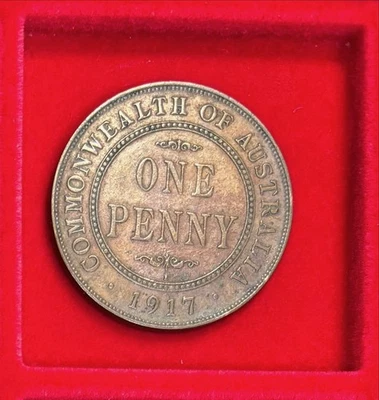 COMMONWEALTH OF AUSTRALIA
ONE
PENNY
1917